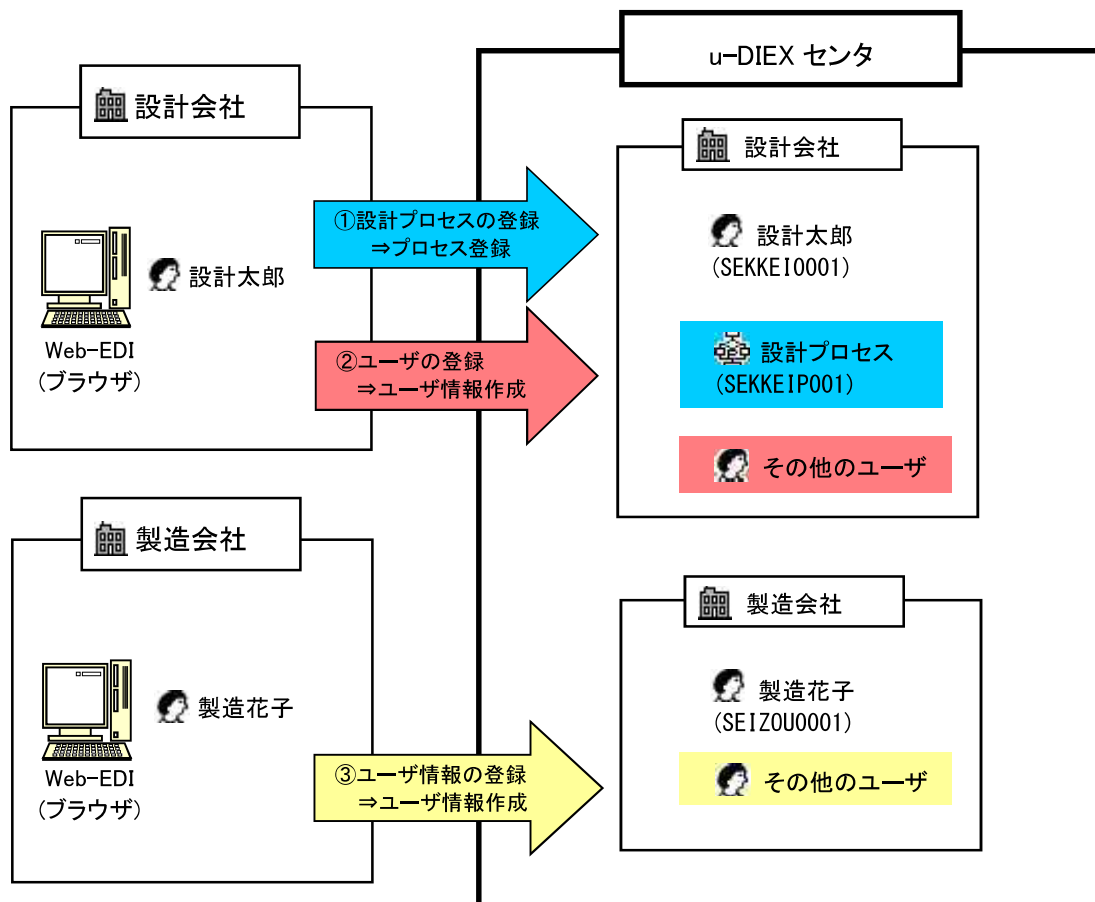 u-DIEX センタ
設計会社
設計太郎
Web-EDI
(ブラウザ)
①設計プロセスの登録
⇒プロセス登録
②ユーザの登録
⇒ユーザ情報作成
設計会社
設計太郎
(SEKKEI0001)
設計プロセス
(SEKKEIP001)
その他のユーザ
製造会社
製造花子
Web-EDI
(ブラウザ)
③ユーザ情報の登録
⇒ユーザ情報作成
製造会社
製造花子
(SEIZOU0001)
その他のユーザ